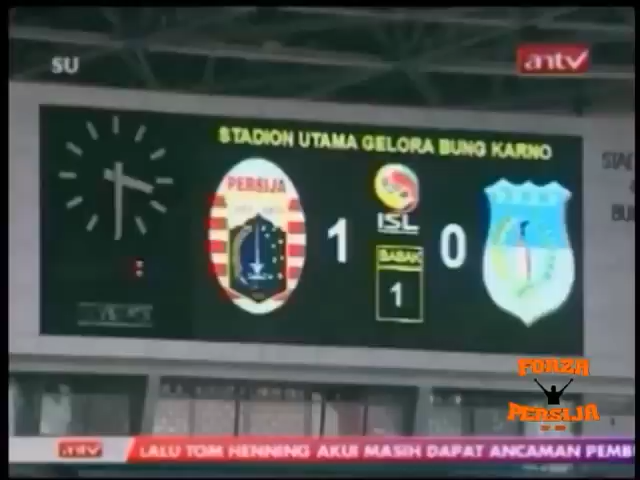 SU
antv
STADION UTAMA GELORA BUNG KARNO
PERSIJA
1
ISL
0
BABAK
1
FORZA
PERSIJA
antv
LALU TOM HENNING AKUI MASIH DAPAT ANCAMAN PEMB